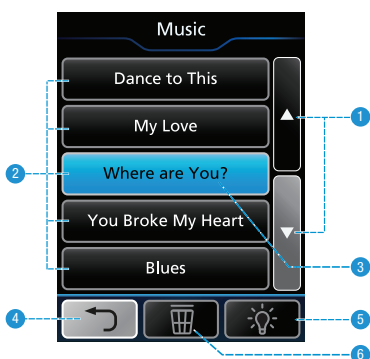 Music
Dance to This
1
My Love
2
Where are You?
You Broke My Heart
3
Blues
4
5
6